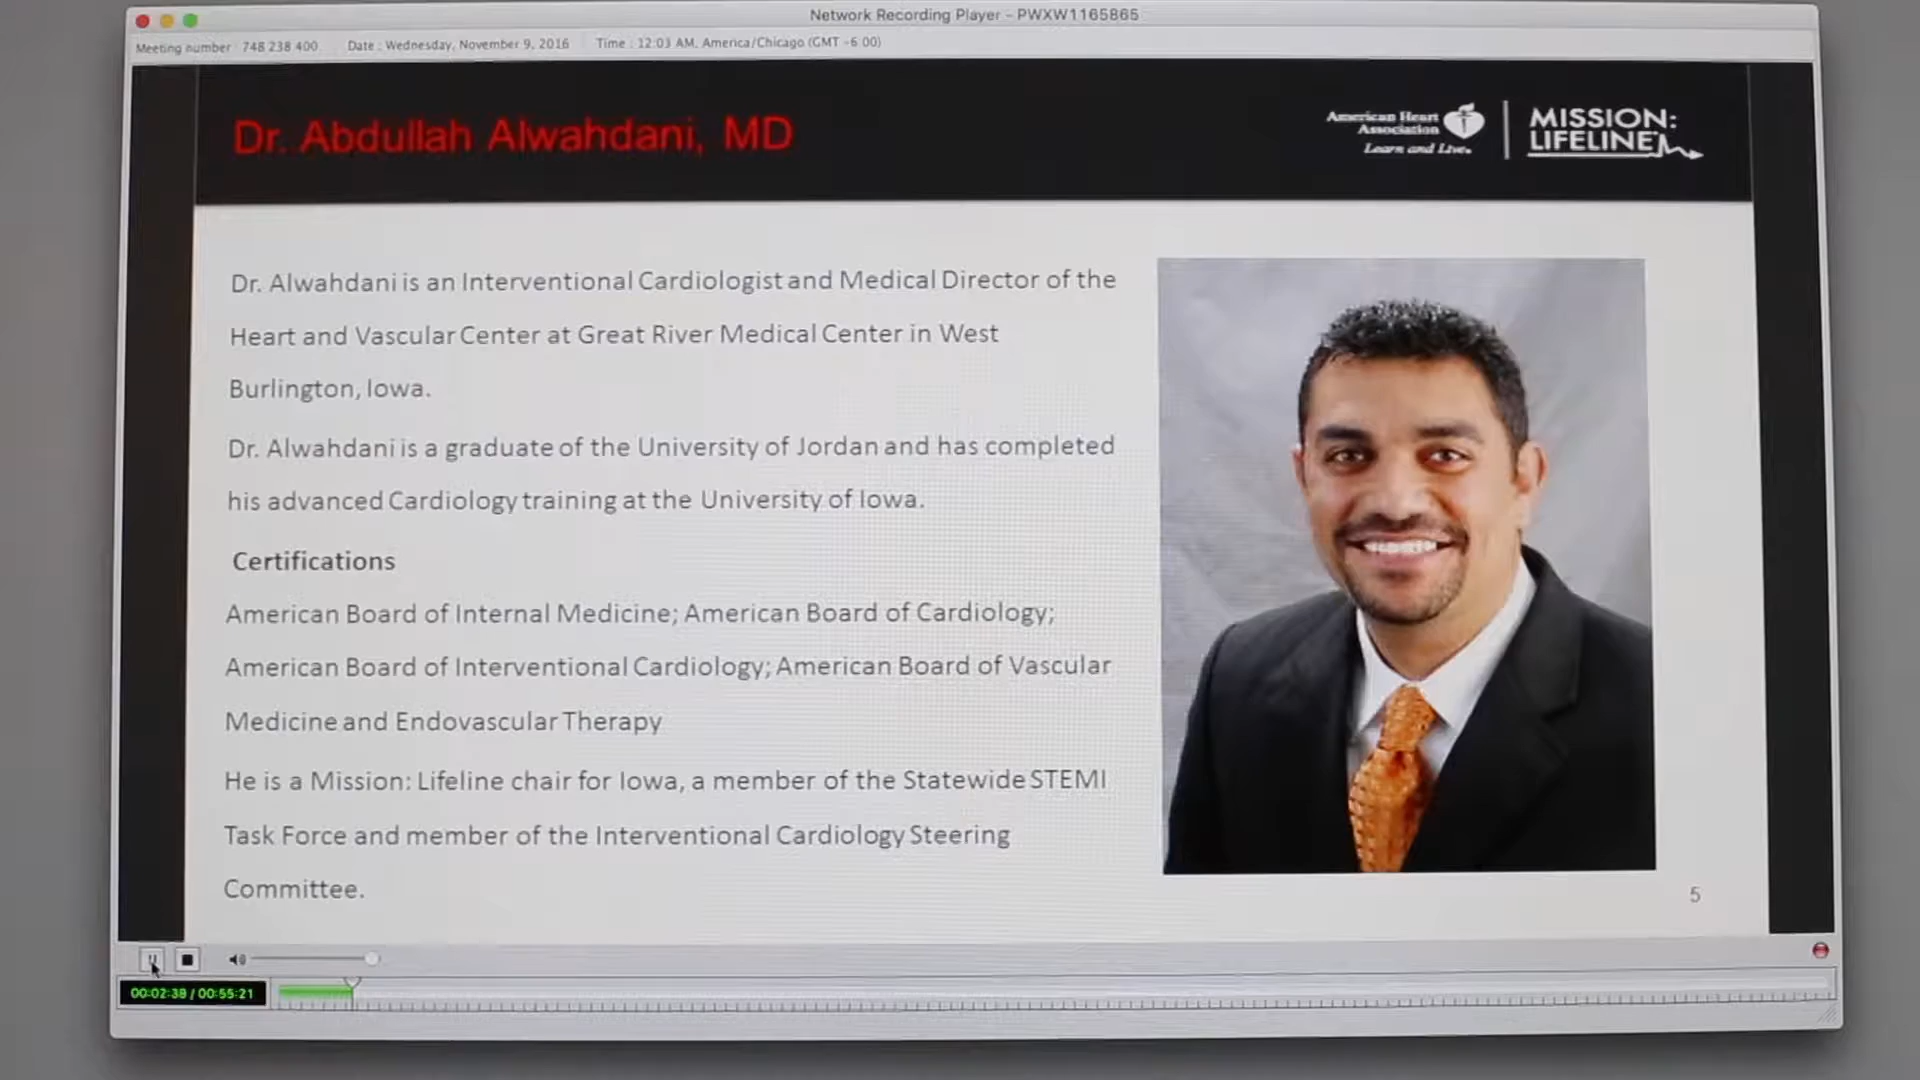 Network Recording Player - PWXW1165865
Meeting number : 748 238 400 Date : Wednesday, November 9, 2016 Time : 12:03 AM, America/Chicago (GMT -6:00)
Dr. Abdullah Alwahdani, MD
American Heart
Association
Learn and Live.
MISSION:
LIFELINE
Dr. Alwahdani is an Interventional Cardiologist and Medical Director of the
Heart and Vascular Center at Great River Medical Center in West
Burlington, Iowa.
Dr. Alwahdani is a graduate of the University of Jordan and has completed
his advanced Cardiology training at the University of Iowa.
Certifications
American Board of Internal Medicine; American Board of Cardiology;
American Board of Interventional Cardiology; American Board of Vascular
Medicine and Endovascular Therapy
He is a Mission: Lifeline chair for Iowa, a member of the Statewide STEMI
Task Force and member of the Interventional Cardiology Steering
Committee.
5
00:02:38 / 00:55:21